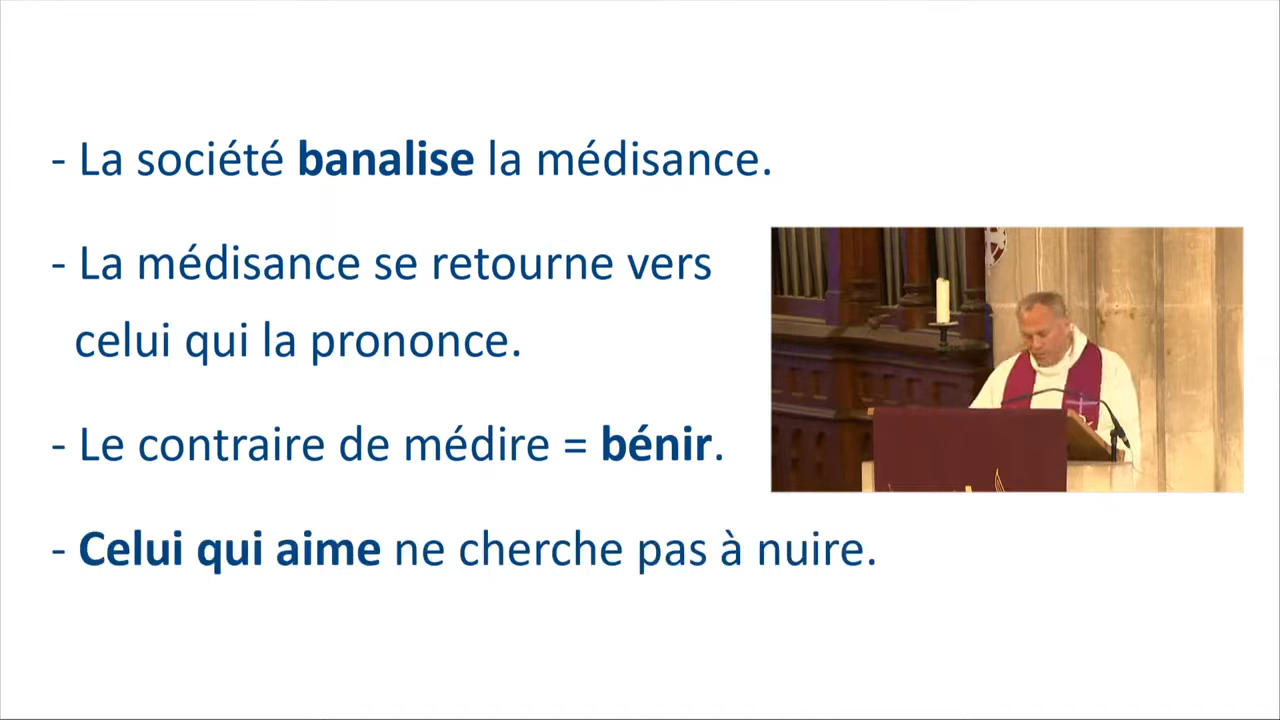 - La société banalise la médisance.
- La médisance se retourne vers
celui qui la prononce.
- Le contraire de médire = bénir.
- Celui qui aime ne cherche pas à nuire.